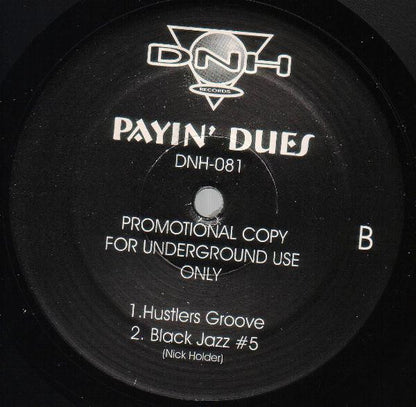 DNH
RECORDS
PAYIN' DUES
DNH-081
PROMOTIONAL COPY
FOR UNDERGROUND USE
ONLY
B
1.Hustlers Groove
2. Black Jazz #5
(Nick Holder)